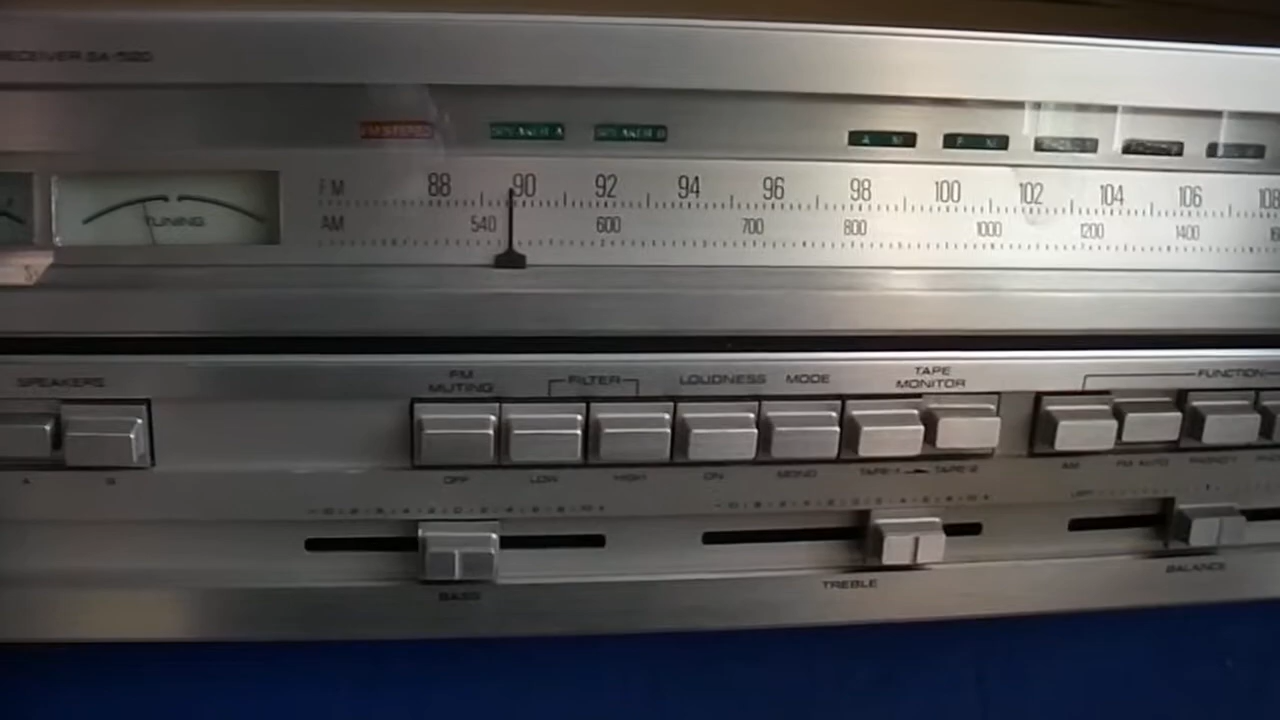 RECEIVER SA-520
FM STEREO SPEAKER A SPEAKER B A M F M
FM 88 90 92 94 96 98 100 102 104 106 108
AM 540 600 700 800 1000 1200 1400
TUNING
SPEAKERS FM MUTING FILTER LOUDNESS MODE TAPE MONITOR FUNCTION
A B OFF LOW HIGH ON MONO TAPE-1 TAPE-2 AM FM AUTO PHONO-1
LEFT
BASS TREBLE BALANCE